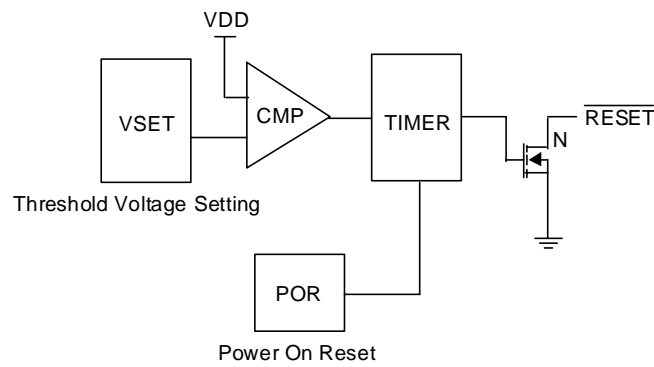 VDD
VSET
CMP
TIMER
RESET
N
Threshold Voltage Setting
POR
Power On Reset